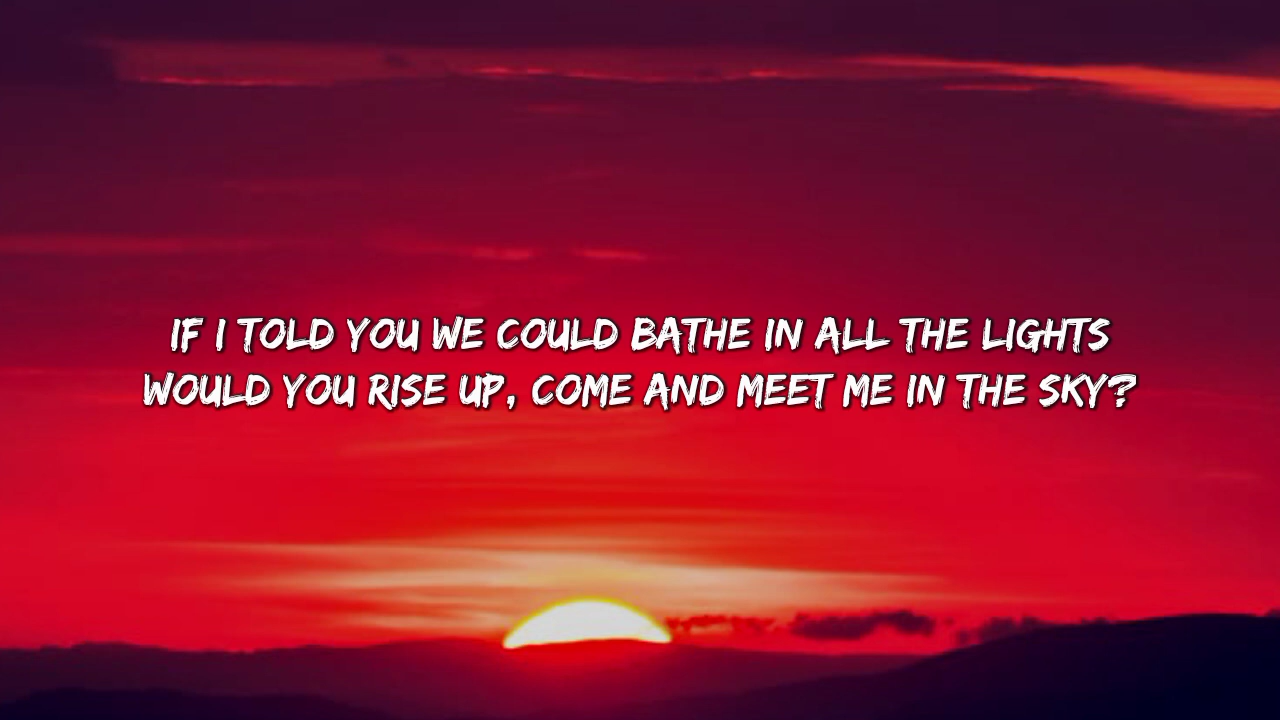 IF I TOLD YOU WE COULD BATHE IN ALL THE LIGHTS
WOULD YOU RISE UP, COME AND MEET ME IN THE SKY?